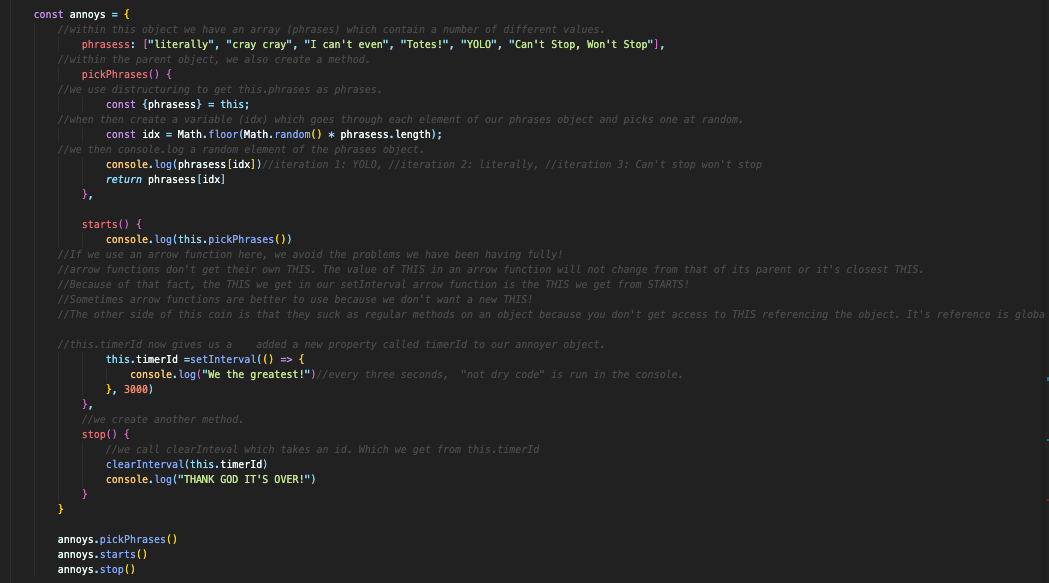 const annoys = {
//within this object we have an array (phrases) which contain a number of different values.
phrasess: ["literally", "cray cray", "I can't even", "Totes!", "YOLO", "Can't Stop, Won't Stop"],
//within the parent object, we also create a method.
pickPhrases() {
//we use distructuring to get this.phrases as phrases.
const {phrasess} = this;
//when then create a variable (idx) which goes through each element of our phrases object and picks one at random.
const idx = Math.floor(Math.random() * phrasess.length);
//we then console.log a random element of the phrases object.
console.log(phrasess[idx])//iteration 1: YOLO, //iteration 2: literally, //iteration 3: Can't stop won't stop
return phrasess[idx]
},
starts() {
console.log(this.pickPhrases())
//If we use an arrow function here, we avoid the problems we have been having fully!
//arrow functions don't get their own THIS. The value of THIS in an arrow function will not change from that of its parent or it's closest THIS.
//Because of that fact, the THIS we get in our setInterval arrow function is the THIS we get from STARTS!
//Sometimes arrow functions are better to use because we don't want a new THIS!
//The other side of this coin is that they suck as regular methods on an object because you don't get access to THIS referencing the object. It's reference is globa
//this.timerId now gives us a    added a new property called timerId to our annoyer object.
this.timerId =setInterval(() => {
console.log("We the greatest!")//every three seconds,  "not dry code" is run in the console.
}, 3000)
},
//we create another method.
stop() {
//we call clearInteval which takes an id. Which we get from this.timerId
clearInterval(this.timerId)
console.log("THANK GOD IT'S OVER!")
}
}
annoys.pickPhrases()
annoys.starts()
annoys.stop()